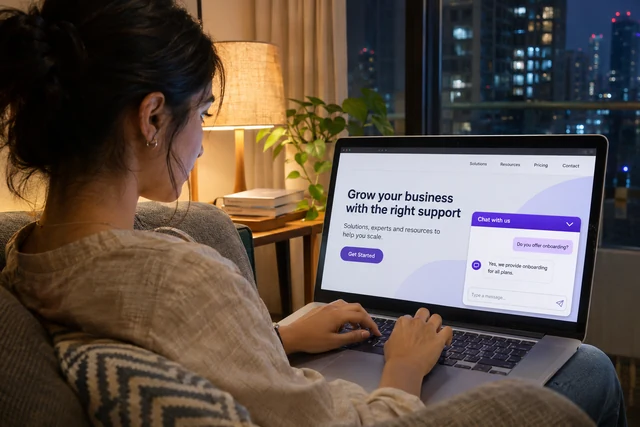 Solutions Resources Pricing Contact
Grow your business
with the right support
Solutions, experts and resources to
help you scale.
Get Started
Chat with us
Do you offer onboarding?
Yes, we provide onboarding
for all plans.
Type a message...